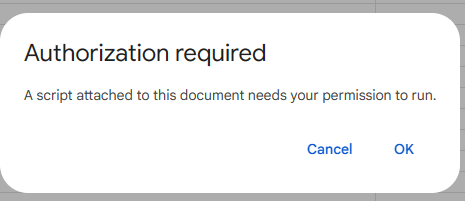 Authorization required
A script attached to this document needs your permission to run.
Cancel OK